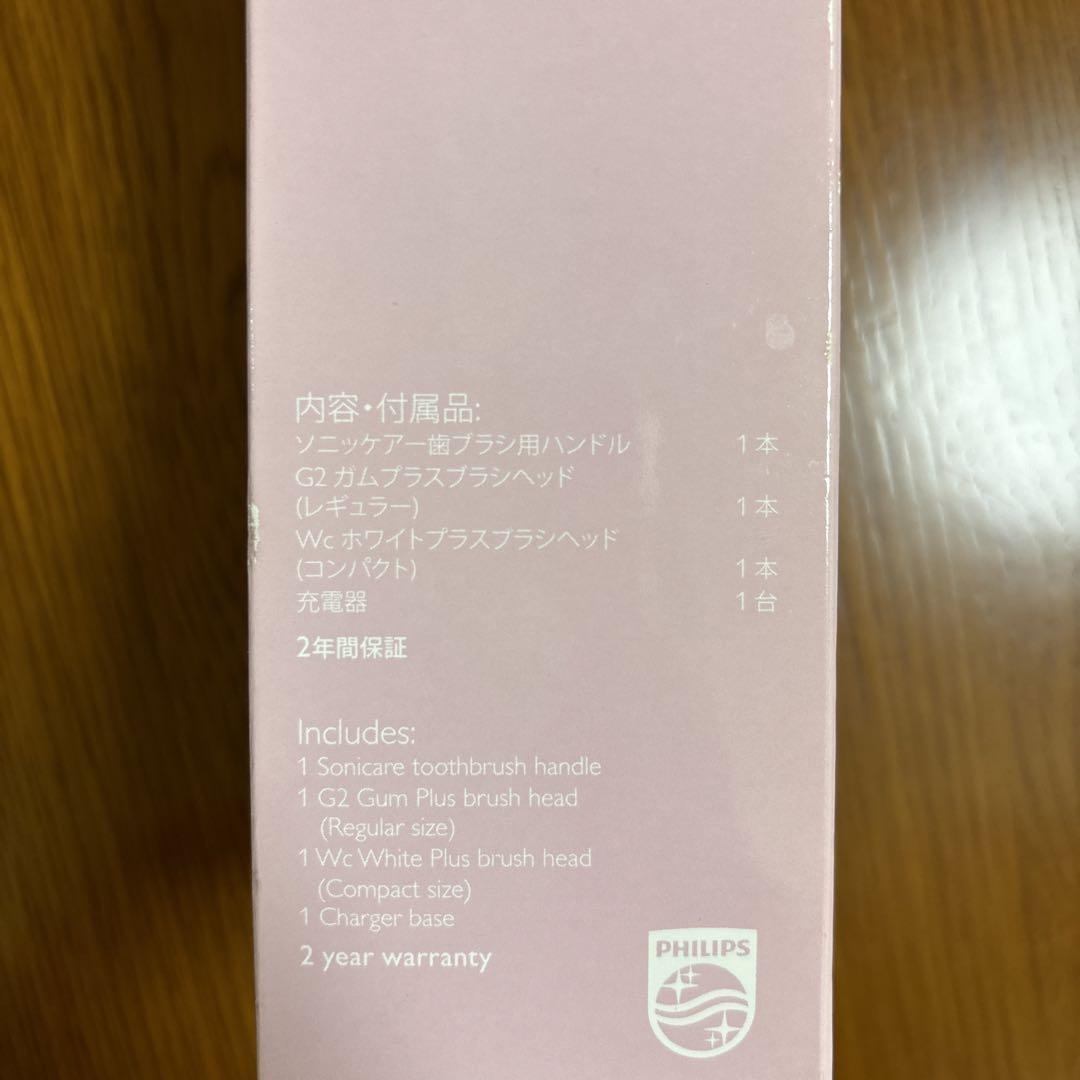 内容・付属品:
ソニッケアー歯ブラシ用ハンドル 1本
G2 ガムプラスブラシヘッド
(レギュラー) 1本
Wc ホワイトプラスブラシヘッド
(コンパクト) 1本
充電器 1台
2年間保証
Includes:
1 Sonicare toothbrush handle
1 G2 Gum Plus brush head
(Regular size)
1 Wc White Plus brush head
(Compact size)
1 Charger base
2 year warranty
PHILIPS